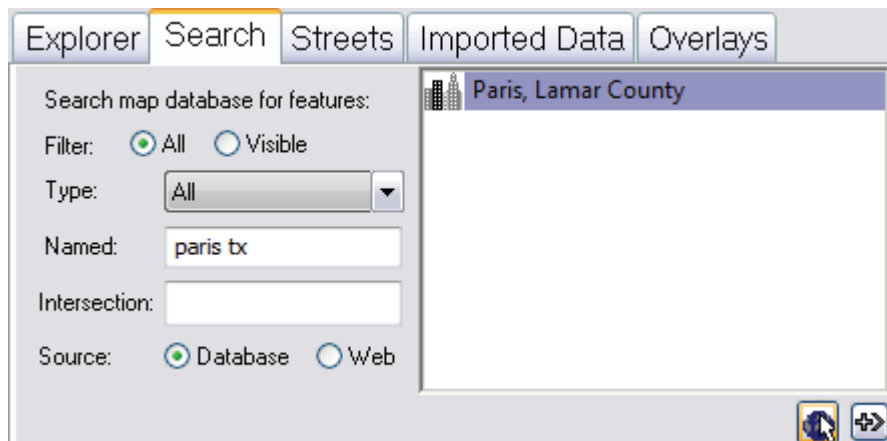 Explorer Search Streets Imported Data Overlays
Search map database for features:
Filter: All Visible
Type: All
Named: paris tx
Intersection:
Source: Database Web
Paris, Lamar County